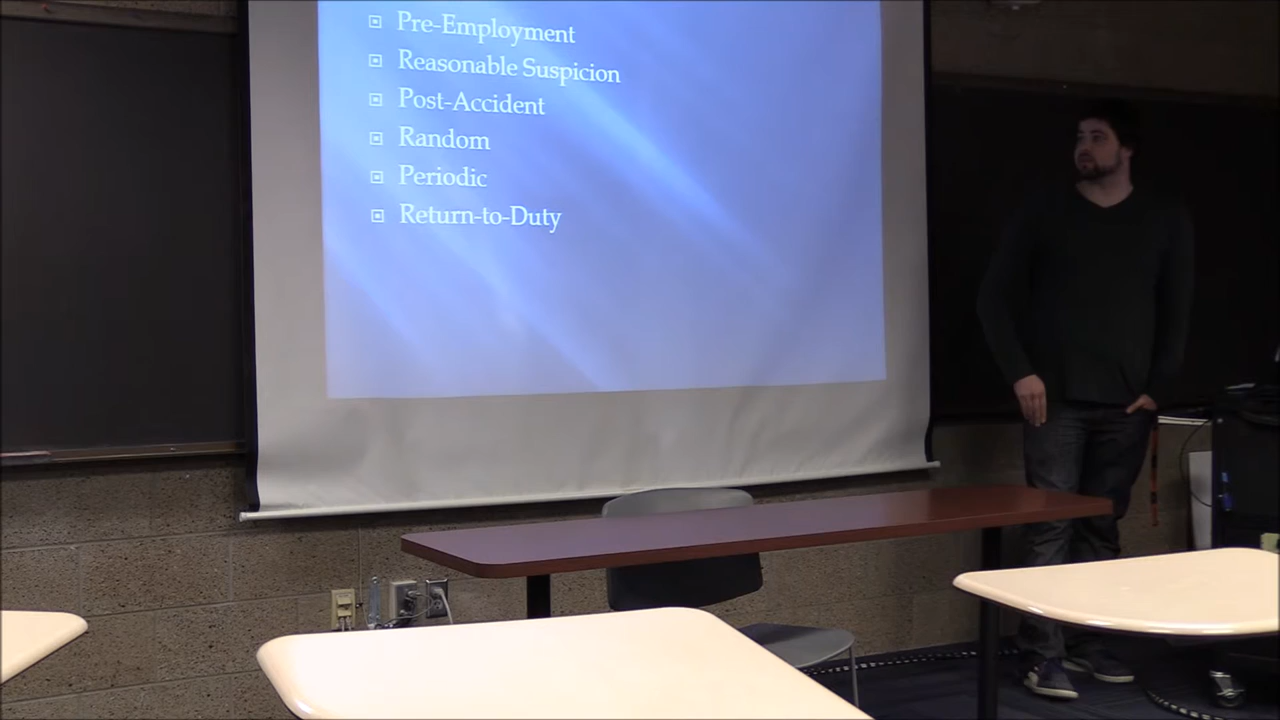 Pre-Employment
Reasonable Suspicion
Post-Accident
Random
Periodic
Return-to-Duty